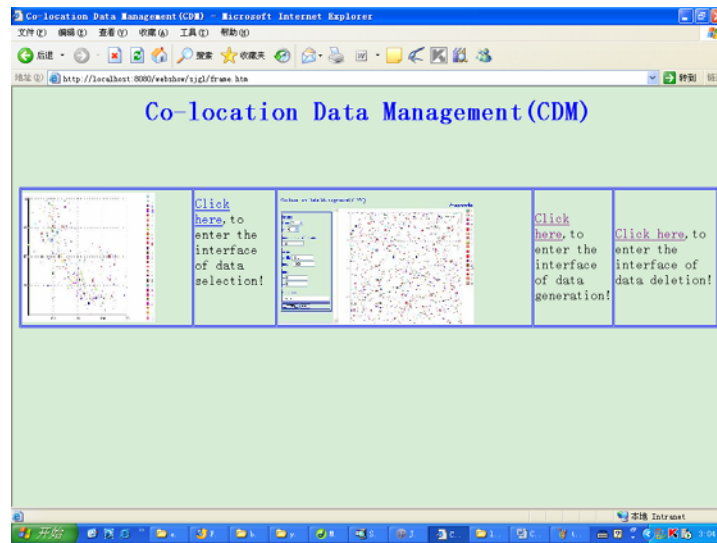 Co-location Data Management(CDM) - Microsoft Internet Explorer
文件(F) 编辑(E) 查看(V) 收藏(A) 工具(T) 帮助(H)
后退 搜索 收藏夹
地址(D) http://localhost:8080/webshow/sjgl/frame.htm 转到
Co-location Data Management(CDM)
Click
here,to
enter the
interface
of data
selection!
Click
here,to
enter the
interface
of data
generation!
Click here,to
enter the
interface of
data deletion!
本地 Intranet
开始 3:04